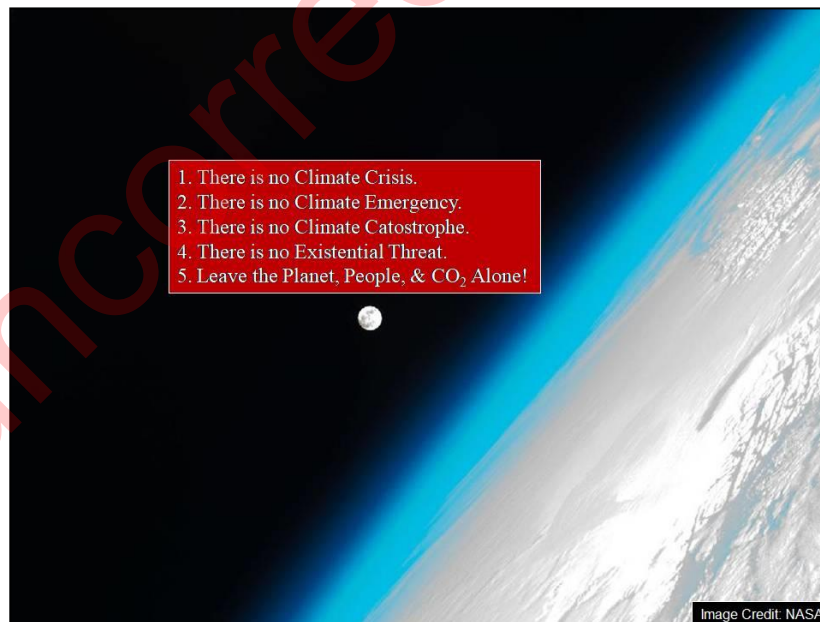 1. There is no Climate Crisis.
2. There is no Climate Emergency.
3. There is no Climate Catostrophe.
4. There is no Existential Threat.
5. Leave the Planet, People, & CO₂ Alone!
Image Credit: NASA